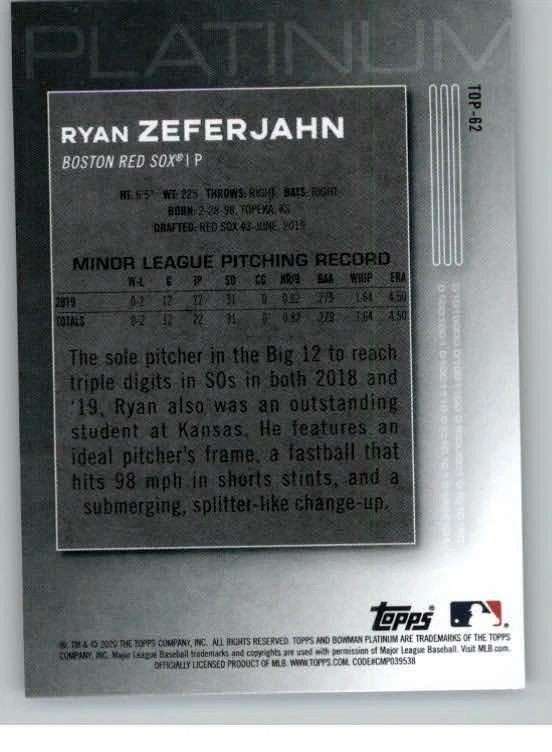 PLATINUM
TOP-62
RYAN ZEFERJAHN
BOSTON RED SOX® | P
HT: 6'5" WT: 225 THROWS: RIGHT BATS: RIGHT
BORN: 2-28-98, TOPEKA, KS
DRAFTED: RED SOX #3-JUNE, 2019
MINOR LEAGUE PITCHING RECORD
W-L G IP SO CG HR/9 BAA WHIP ERA
2019 0-2 12 22 31 0 0.82 .279 1.64 4.50
TOTALS 0-2 12 22 31 0 0.82 .279 1.64 4.50
The sole pitcher in the Big 12 to reach
triple digits in SOs in both 2018 and
'19, Ryan also was an outstanding
student at Kansas. He features an
ideal pitcher's frame, a fastball that
hits 98 mph in shorts stints, and a
submerging, splitter-like change-up.
Topps®
®, TM & © 2020 THE TOPPS COMPANY, INC. ALL RIGHTS RESERVED. TOPPS AND BOWMAN PLATINUM ARE TRADEMARKS OF THE TOPPS
COMPANY, INC. Major League Baseball trademarks and copyrights are used with permission of Major League Baseball. Visit MLB.com.
OFFICIALLY LICENSED PRODUCT OF MLB. WWW.TOPPS.COM. CODE#CMP039538